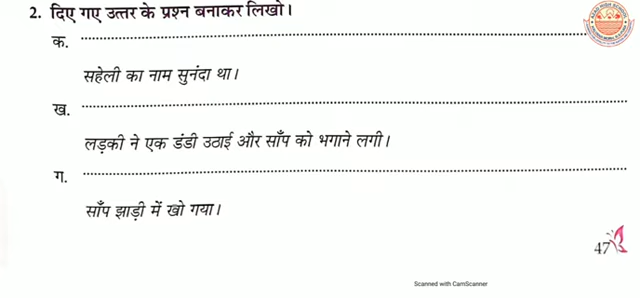 2. दिए गए उत्तर के प्रश्न बनाकर लिखो।
क.
सहेली का नाम सुनंदा था।
ख.
लड़की ने एक डंडी उठाई और साँप को भगाने लगी।
ग.
साँप झाड़ी में खो गया।
47
Scanned with CamScanner